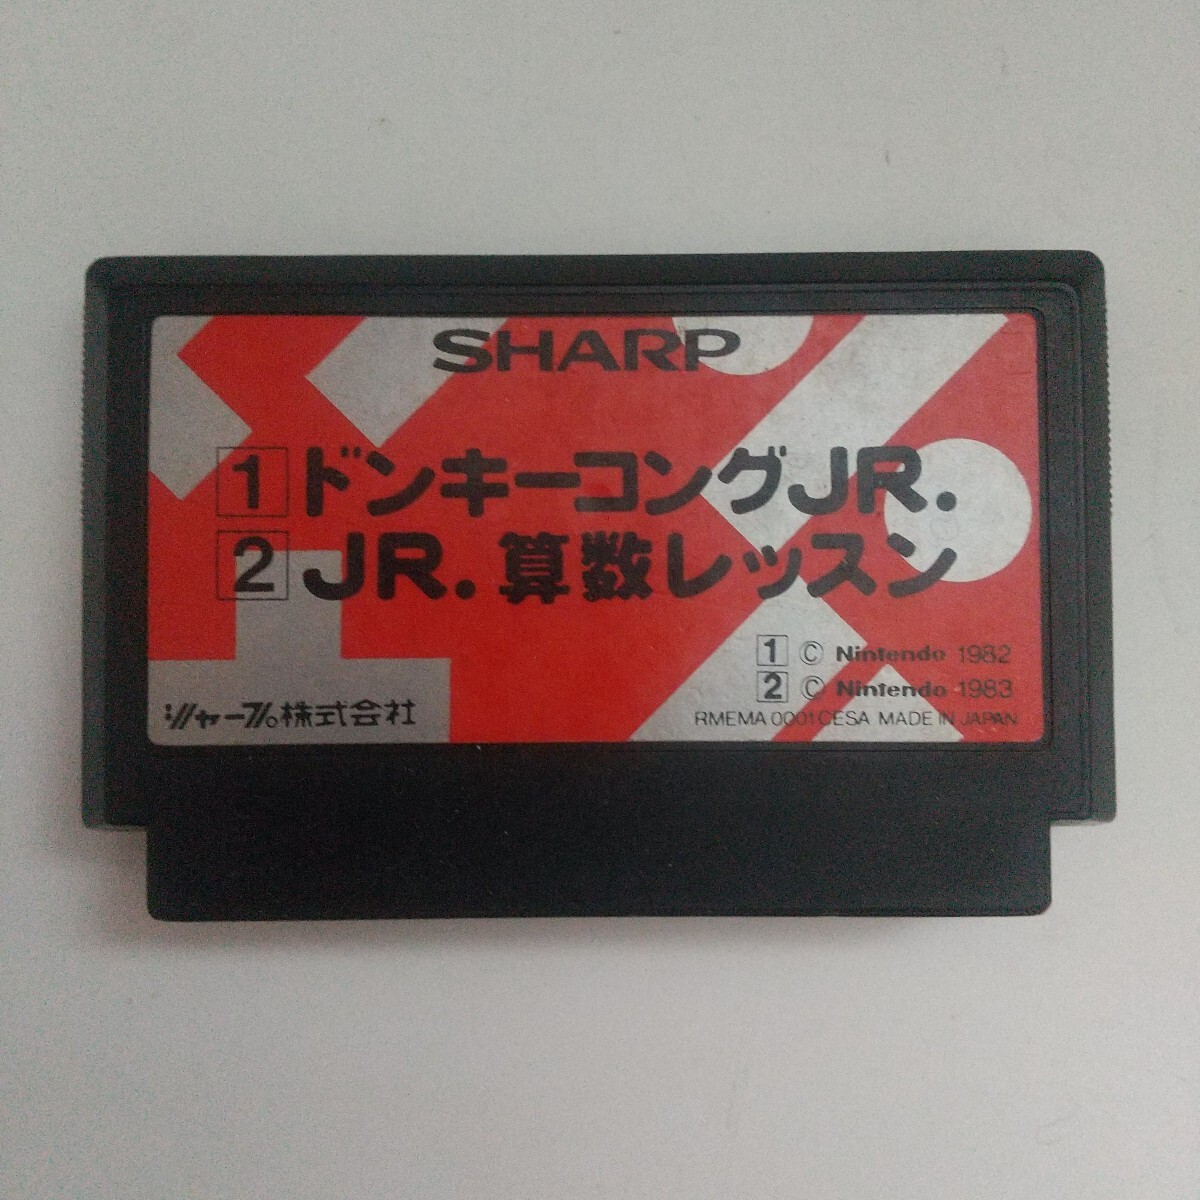 SHARP
1 ドンキーコングJR.
2 JR. 算数レッスン
1 © Nintendo 1982
2 © Nintendo 1983
シャープ株式会社
RMEMA 0001CESA MADE IN JAPAN